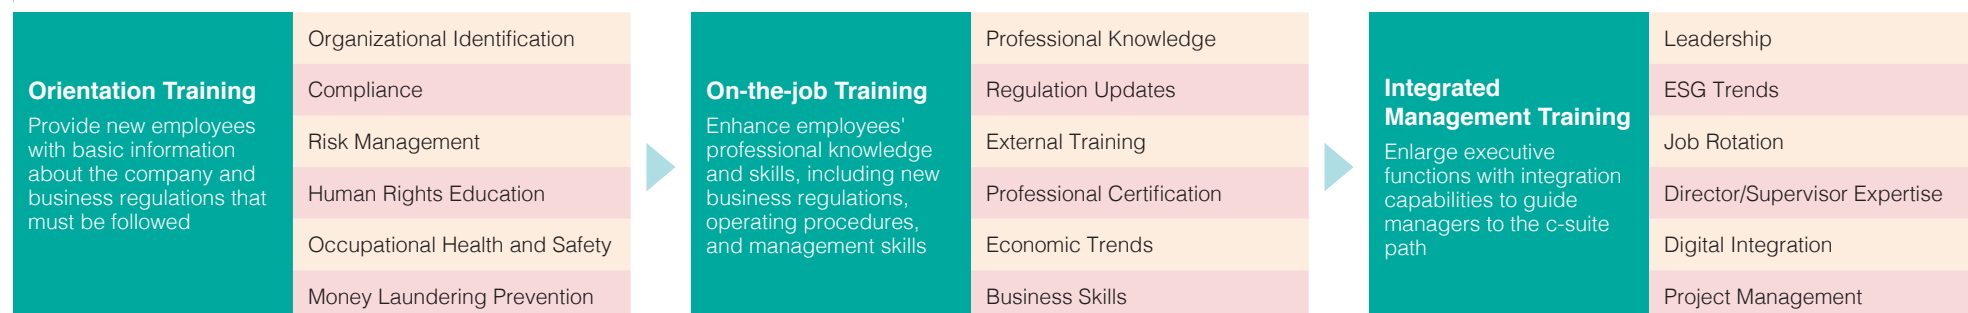 Orientation Training
Provide new employees
with basic information
about the company and
business regulations that
must be followed
Organizational Identification
Compliance
Risk Management
Human Rights Education
Occupational Health and Safety
Money Laundering Prevention
On-the-job Training
Enhance employees'
professional knowledge
and skills, including new
business regulations,
operating procedures,
and management skills
Professional Knowledge
Regulation Updates
External Training
Professional Certification
Economic Trends
Business Skills
Integrated
Management Training
Enlarge executive
functions with integration
capabilities to guide
managers to the c-suite
path
Leadership
ESG Trends
Job Rotation
Director/Supervisor Expertise
Digital Integration
Project Management